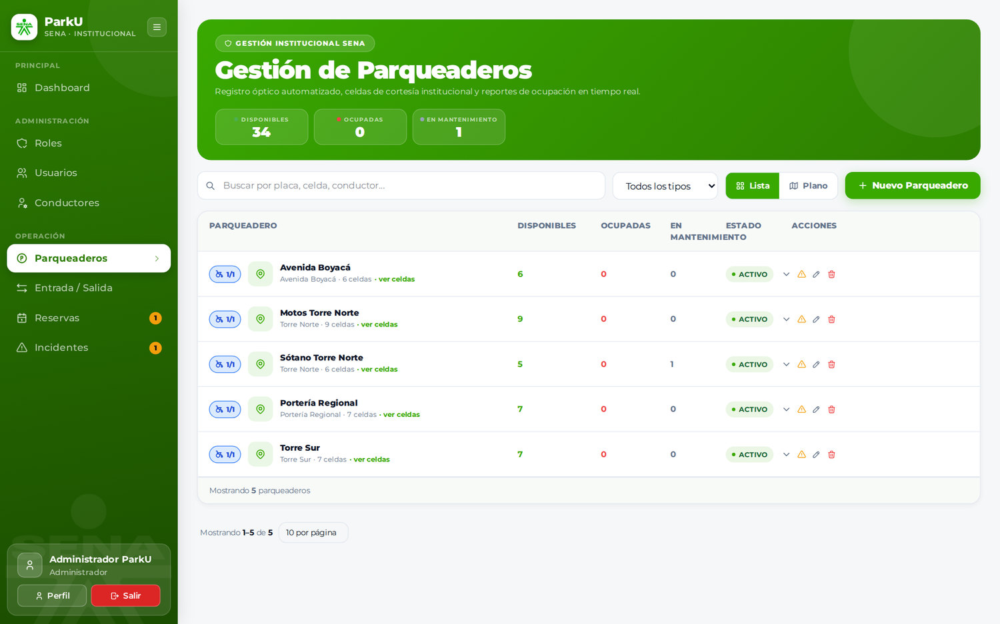 SENA
ParkU
SENA · INSTITUCIONAL
PRINCIPAL
Dashboard
ADMINISTRACIÓN
Roles
Usuarios
Conductores
OPERACIÓN
Parqueaderos
Entrada / Salida
Reservas 1
Incidentes 1
SENA
Administrador ParkU
Administrador
Perfil Salir
GESTIÓN INSTITUCIONAL SENA
Gestión de Parqueaderos
Registro óptico automatizado, celdas de cortesía institucional y reportes de ocupación en tiempo real.
DISPONIBLES OCUPADAS EN MANTENIMIENTO
34 0 1
Buscar por placa, celda, conductor... Todos los tipos Lista Plano + Nuevo Parqueadero
PARQUEADERO DISPONIBLES OCUPADAS EN MANTENIMIENTO ESTADO ACCIONES
1/1 Avenida Boyacá 6 0 0 ACTIVO
Avenida Boyacá · 6 celdas • ver celdas
1/1 Motos Torre Norte 9 0 0 ACTIVO
Torre Norte · 9 celdas • ver celdas
1/1 Sótano Torre Norte 5 0 1 ACTIVO
Torre Norte · 6 celdas • ver celdas
1/1 Portería Regional 7 0 0 ACTIVO
Portería Regional · 7 celdas • ver celdas
1/1 Torre Sur 7 0 0 ACTIVO
Torre Sur · 7 celdas • ver celdas
Mostrando 5 parqueaderos
Mostrando 1–5 de 5 10 por página